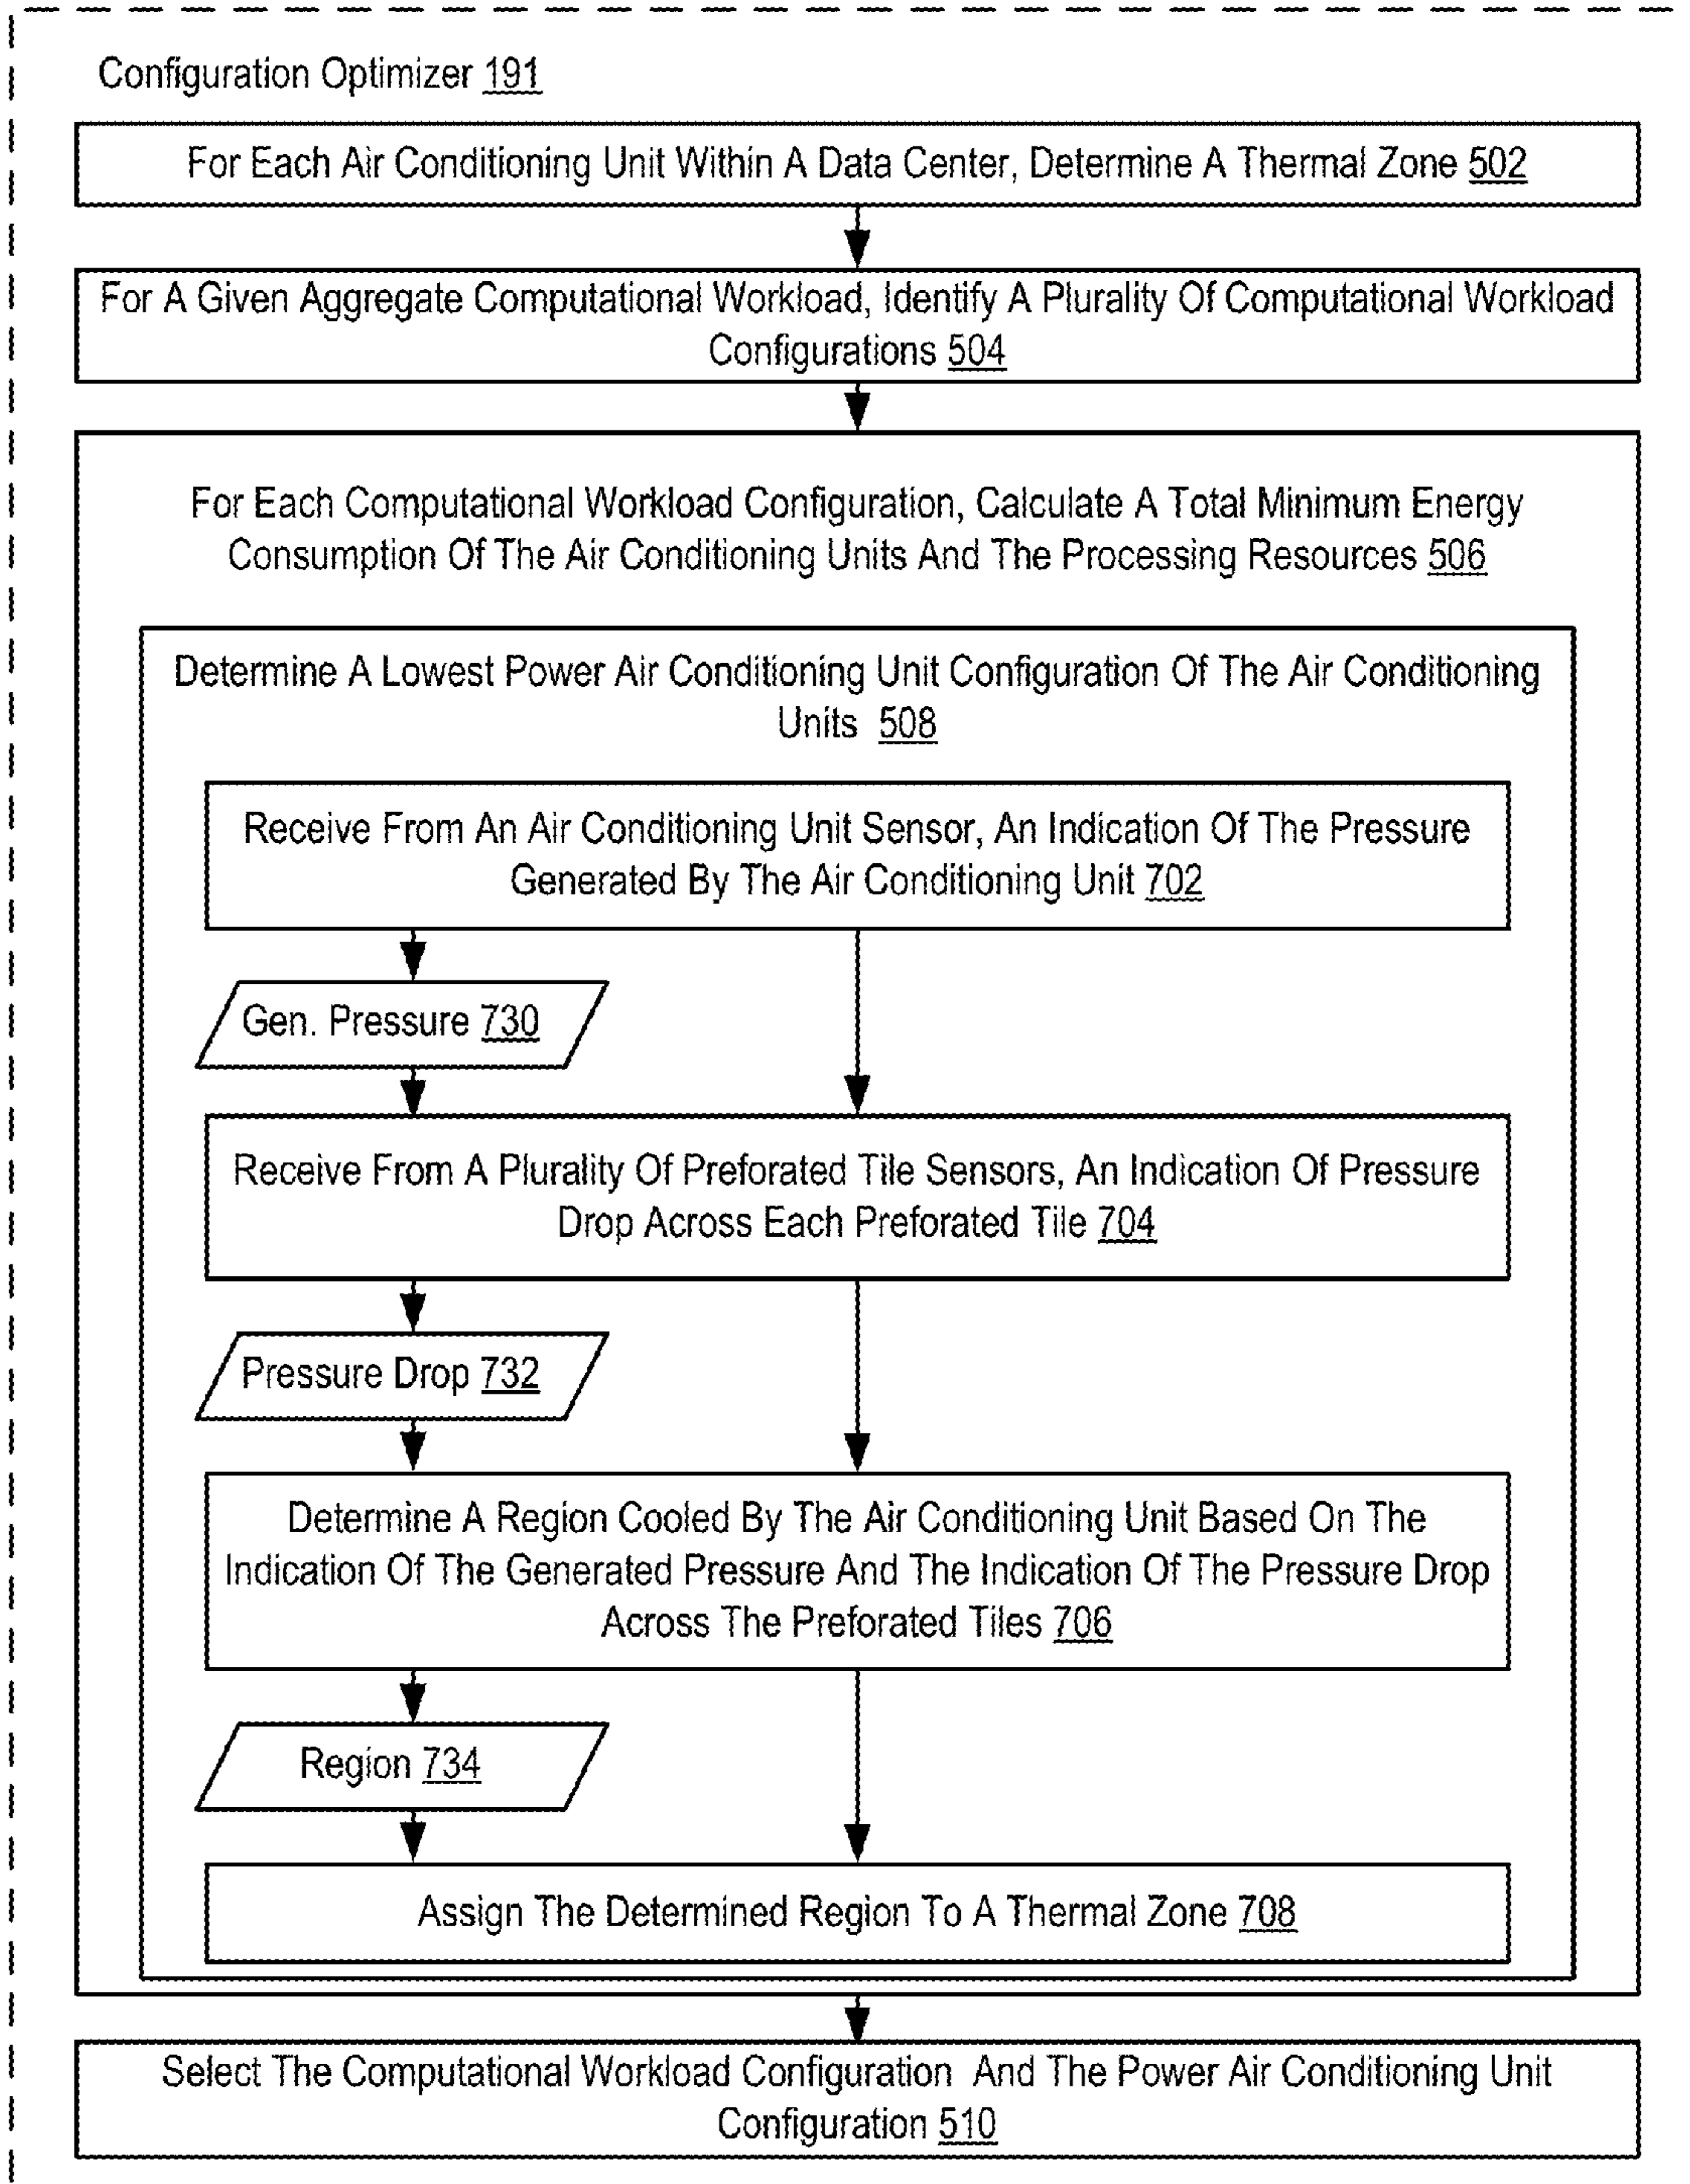 Configuration Optimizer 191
For Each Air Conditioning Unit Within A Data Center, Determine A Thermal Zone 502
For A Given Aggregate Computational Workload, Identify A Plurality Of Computational Workload
Configurations 504
For Each Computational Workload Configuration, Calculate A Total Minimum Energy
Consumption Of The Air Conditioning Units And The Processing Resources 506
Determine A Lowest Power Air Conditioning Unit Configuration Of The Air Conditioning
Units 508
Receive From An Air Conditioning Unit Sensor, An Indication Of The Pressure
Generated By The Air Conditioning Unit 702
Gen. Pressure 730
Receive From A Plurality Of Preforated Tile Sensors, An Indication Of Pressure
Drop Across Each Preforated Tile 704
Pressure Drop 732
Determine A Region Cooled By The Air Conditioning Unit Based On The
Indication Of The Generated Pressure And The Indication Of The Pressure Drop
Across The Preforated Tiles 706
Region 734
Assign The Determined Region To A Thermal Zone 708
Select The Computational Workload Configuration And The Power Air Conditioning Unit
Configuration 510